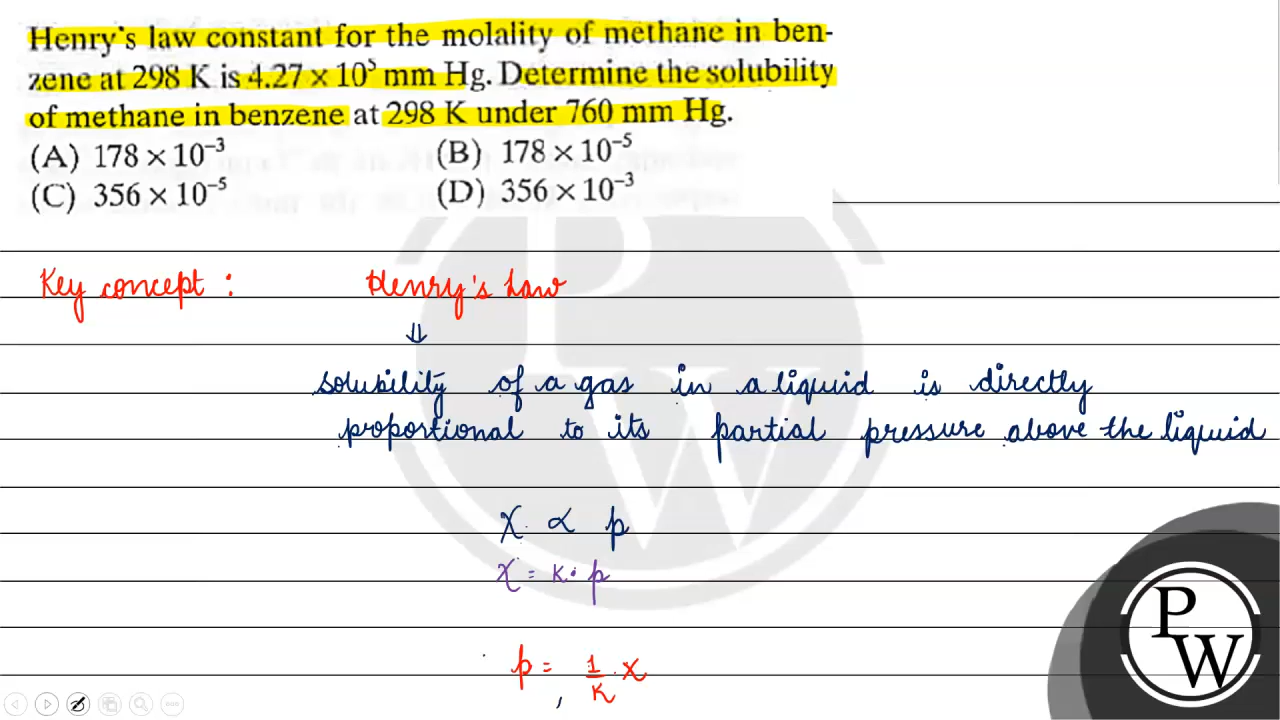 Henry's law constant for the molality of methane in ben-
zene at 298 K is 4.27 × 10⁵ mm Hg. Determine the solubility
of methane in benzene at 298 K under 760 mm Hg.
(A) 178 × 10⁻³ (B) 178 × 10⁻⁵
(C) 356 × 10⁻⁵ (D) 356 × 10⁻³
Key concept : Henry's Law
⇓
solubility of a gas in a liquid is directly
proportional to its partial pressure above the liquid
χ ∝ p
χ = K · p
p = 1/K · χ
P
W